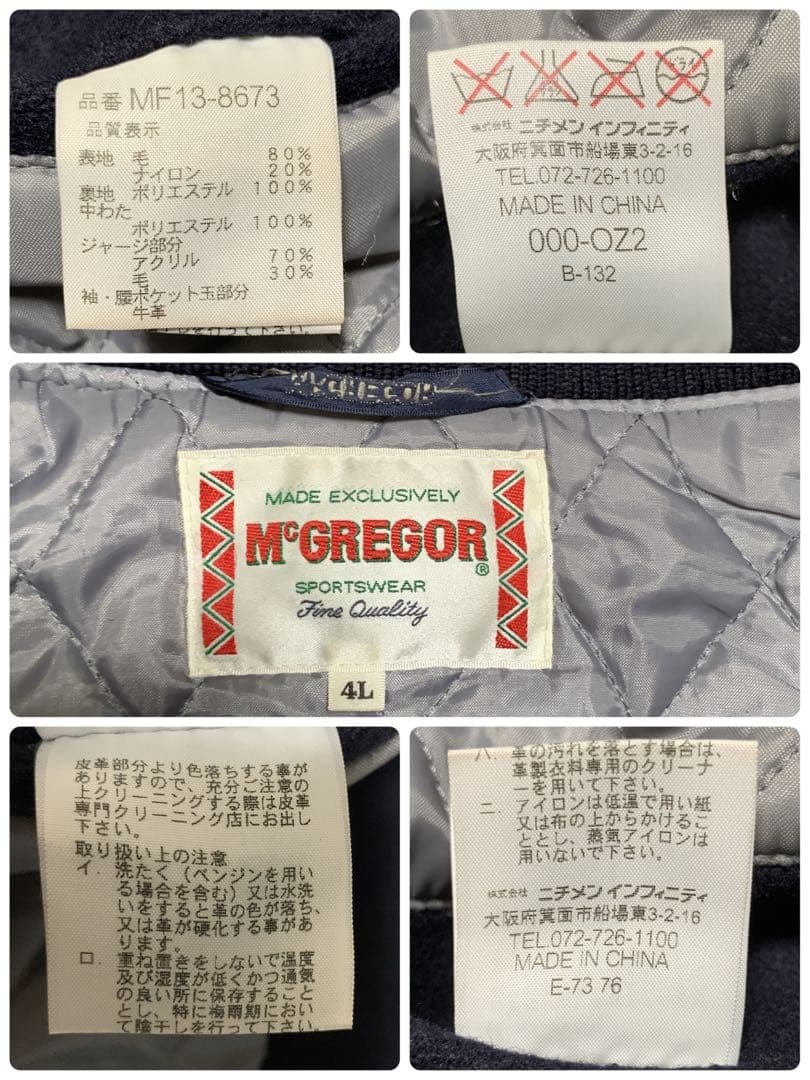 品番 MF13-8673
品質表示
表地 毛 80%
ナイロン 20%
裏地 ポリエステル 100%
中わた
ポリエステル 100%
ジャージ部分
アクリル 70%
毛 30%
袖・腰ポケット玉部分
牛革
ドライ
株式会社 ニチメン インフィニティ
大阪府箕面市船場東3-2-16
TEL.072-726-1100
MADE IN CHINA
000-OZ2
B-132
MADE EXCLUSIVELY
McGREGOR®
SPORTSWEAR
Fine Quality
4L
皮革部分より色落ちする事が
ありますので、充分ご注意の
上クリーニングする際は皮革
専門クリーニング店にお出し
下さい。
取り扱い上の注意
イ. 洗たく(ベンジンを用い
る場合を含む)又は水洗
いをすると革の色が落ち、
又は革が硬化する事があ
ります。
ロ. 重ね置きをしないで温度
及び湿度が低くかつ通気
の良い所に保存すること
とし、特に梅雨期におい
て陰干しを行って下さい。
ハ. 革の汚れを落とす場合は、
革製衣料専用のクリーナ
ーを用いて下さい。
ニ. アイロンは低温で用い紙
又は布の上からかけるこ
ととし、蒸気アイロンは
用いないで下さい。
株式会社 ニチメン インフィニティ
大阪府箕面市船場東3-2-16
TEL.072-726-1100
MADE IN CHINA
E-73 76